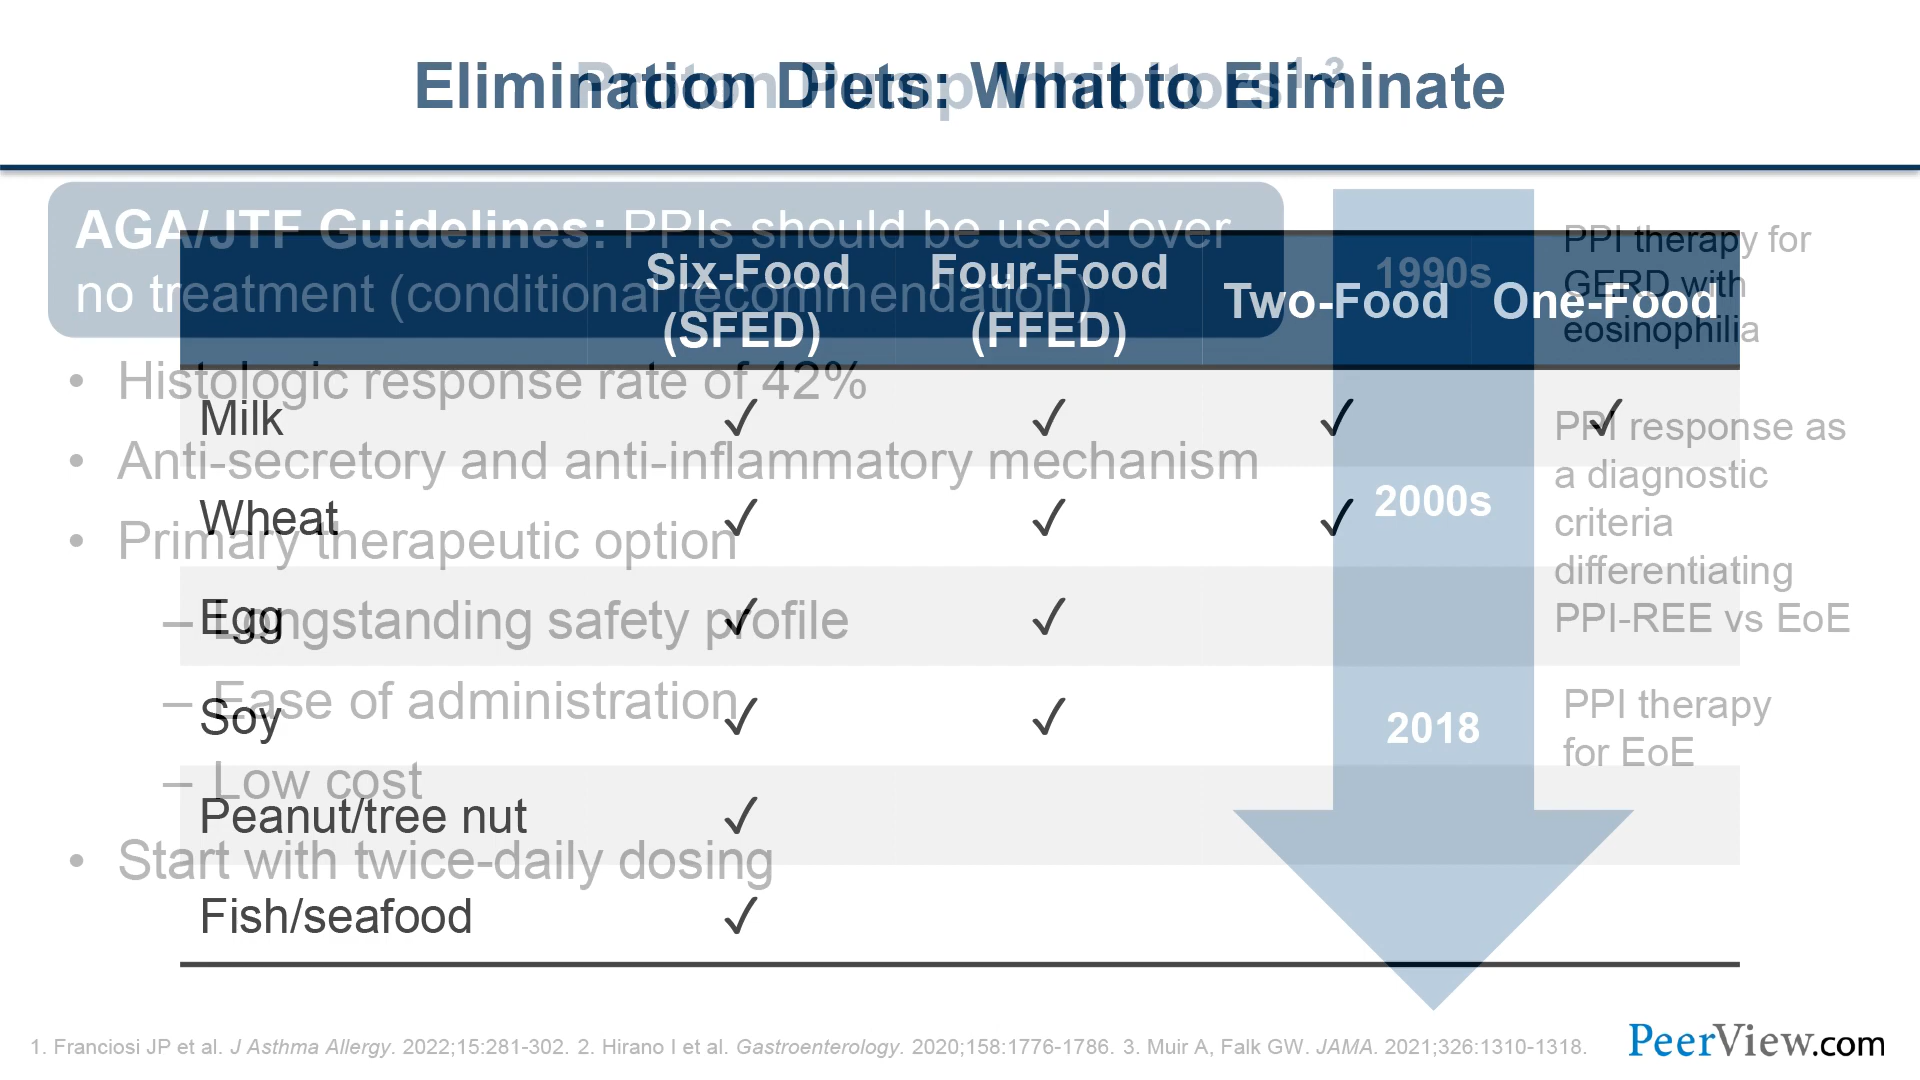 Elimination Diets: What to Eliminate
Proton Pump Inhibitors1-3
AGA/JTF Guidelines: PPIs should be used over
no treatment (conditional recommendation)
• Histologic response rate of 42%
• Anti-secretory and anti-inflammatory mechanism
• Primary therapeutic option
– Longstanding safety profile
– Ease of administration
– Low cost
• Start with twice-daily dosing
1990s
PPI therapy for
GERD with
eosinophilia
2000s
PPI response as
a diagnostic
criteria
differentiating
PPI-REE vs EoE
2018
PPI therapy
for EoE
Six-Food (SFED) Four-Food (FFED) Two-Food One-Food
Milk ✓ ✓ ✓ ✓
Wheat ✓ ✓ ✓
Egg ✓ ✓
Soy ✓ ✓
Peanut/tree nut ✓
Fish/seafood ✓
1. Franciosi JP et al. J Asthma Allergy. 2022;15:281-302. 2. Hirano I et al. Gastroenterology. 2020;158:1776-1786. 3. Muir A, Falk GW. JAMA. 2021;326:1310-1318.
PeerView.com